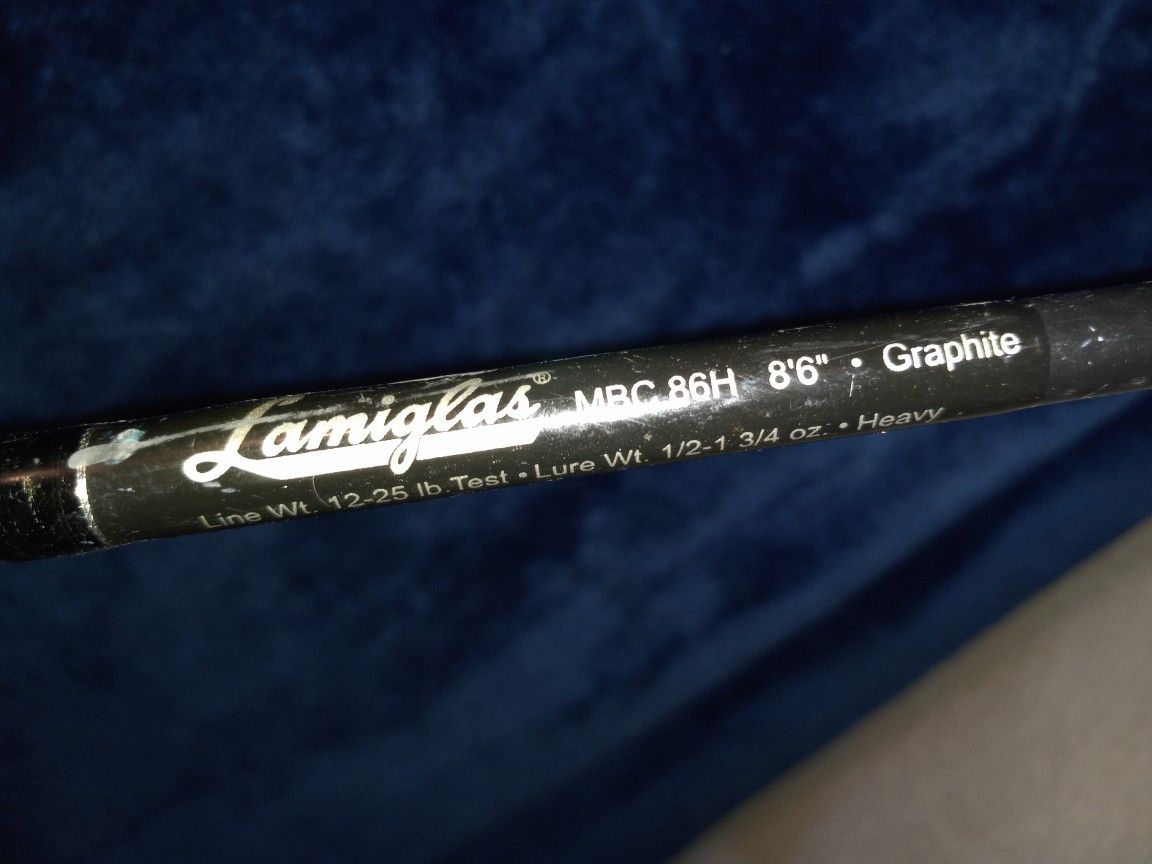 Lamiglas® MBC 86H 8'6" • Graphite
Line Wt. 12-25 lb Test • Lure Wt. 1/2-1 3/4 oz. • Heavy